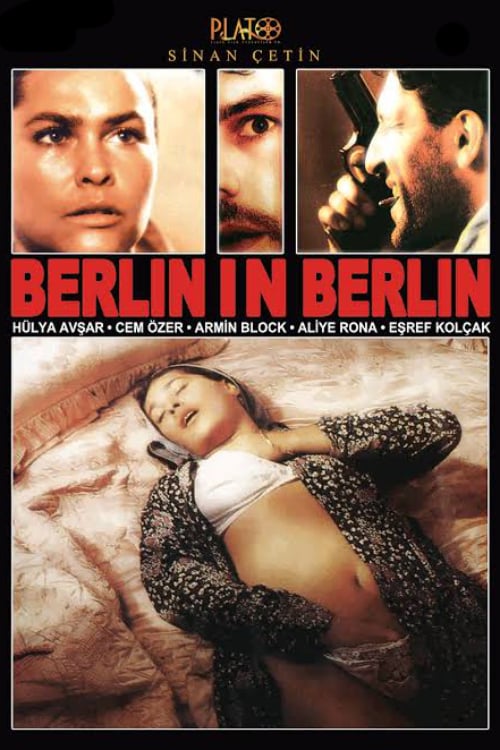 PLATO
SİNAN ÇETİN
BERLIN IN BERLIN
HÜLYA AVŞAR • CEM ÖZER • ARMIN BLOCK • ALİYE RONA • EŞREF KOLÇAK